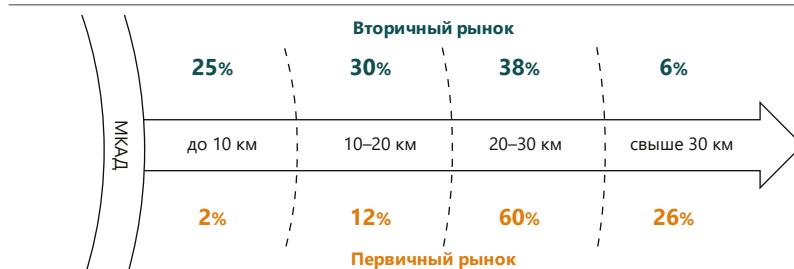 Вторичный рынок
25% 30% 38% 6%
МКАД
до 10 км 10–20 км 20–30 км свыше 30 км
2% 12% 60% 26%
Первичный рынок